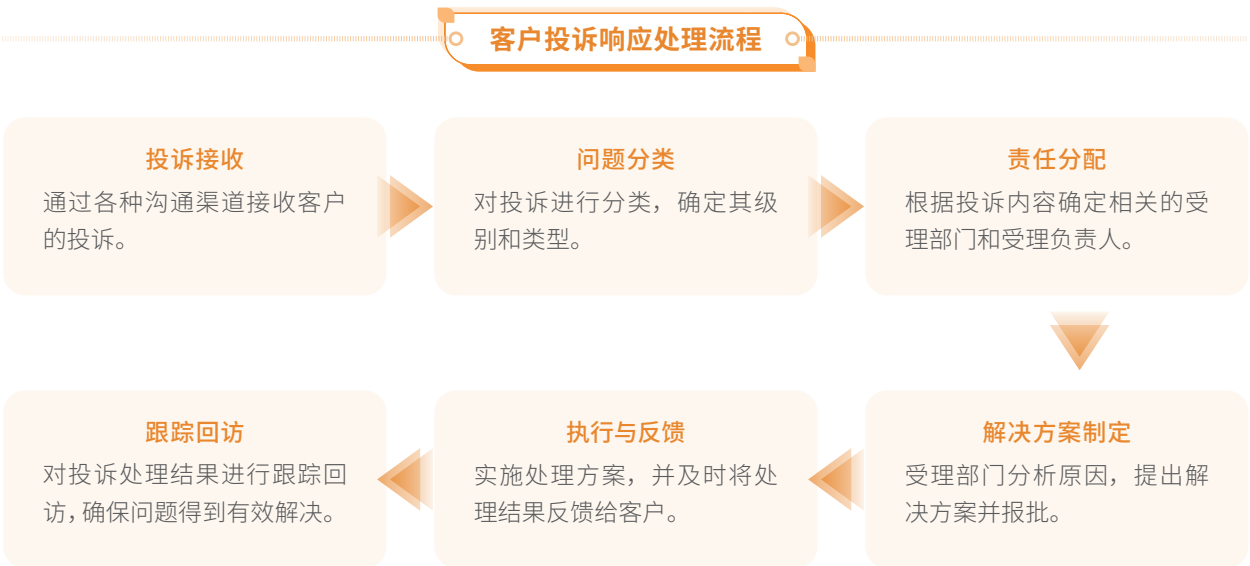 客户投诉响应处理流程
投诉接收
通过各种沟通渠道接收客户
的投诉。
问题分类
对投诉进行分类，确定其级
别和类型。
责任分配
根据投诉内容确定相关的受
理部门和受理负责人。
解决方案制定
受理部门分析原因，提出解
决方案并报批。
执行与反馈
实施处理方案，并及时将处
理结果反馈给客户。
跟踪回访
对投诉处理结果进行跟踪回
访，确保问题得到有效解决。